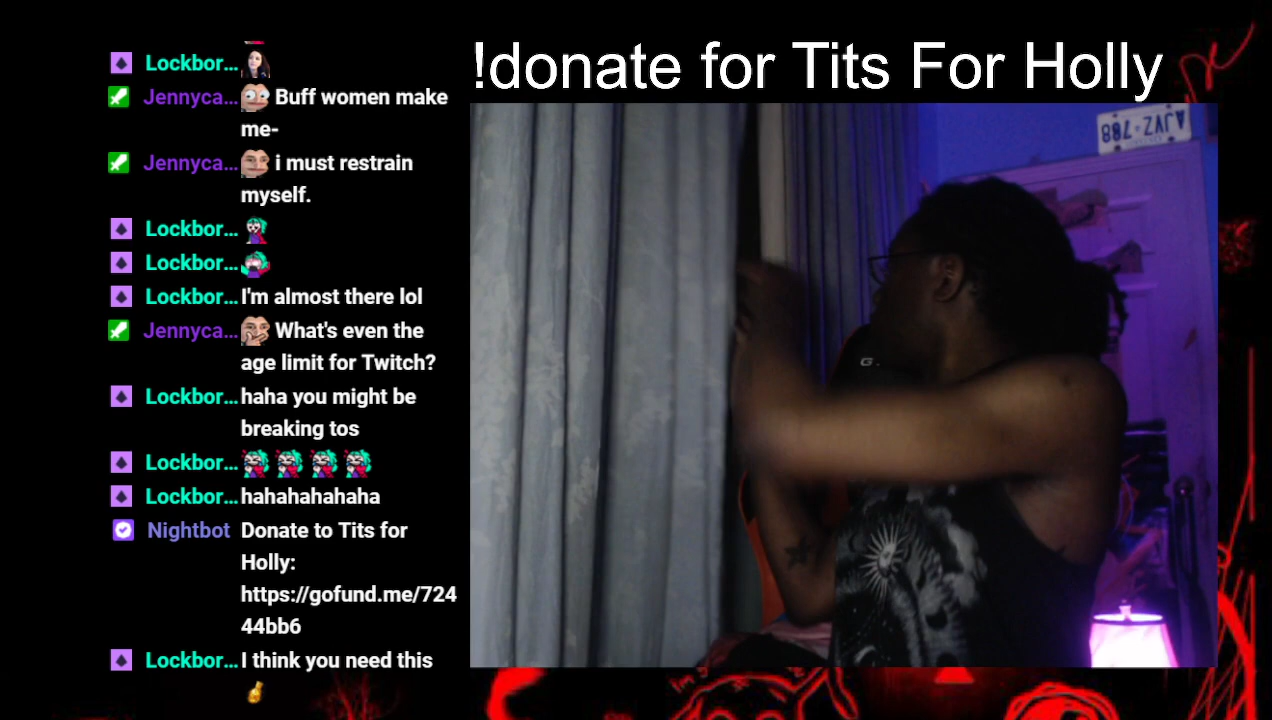 !donate for Tits For Holly
Lockbor...
Jennyca... Buff women make
me-
Jennyca... i must restrain
myself.
Lockbor...
Lockbor...
Lockbor... I'm almost there lol
Jennyca... What's even the
age limit for Twitch?
Lockbor... haha you might be
breaking tos
Lockbor...
Lockbor... hahahahahaha
Nightbot Donate to Tits for
Holly:
https://gofund.me/724
44bb6
Lockbor... I think you need this
AJVZ·788
G